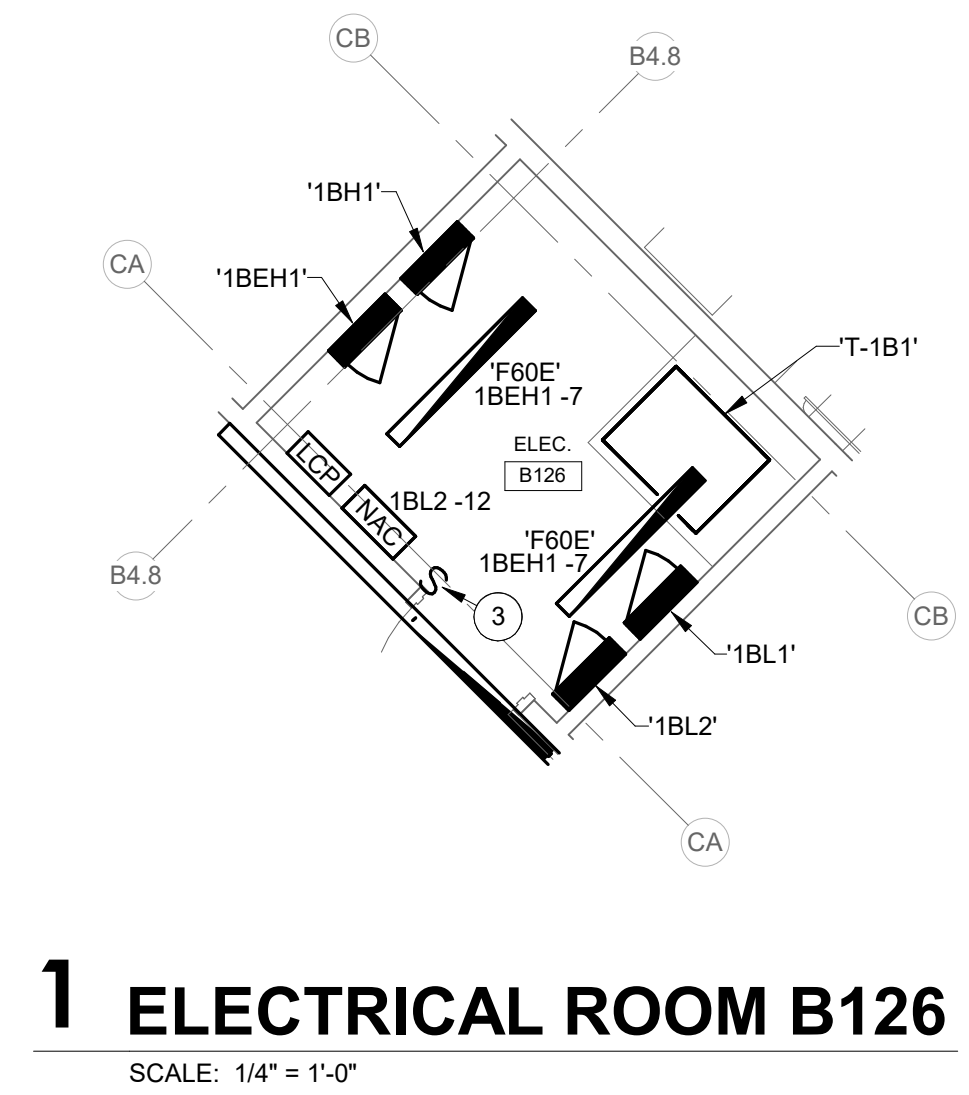 CB
B4.8
'1BH1'
CA
'1BEH1'
'T-1B1'
'F60E'
1BEH1 -7
ELEC.
B126
LCP
NAC
1BL2 -12
'F60E'
1BEH1 -7
B4.8
S
3
CB
'1BL1'
'1BL2'
CA
1 ELECTRICAL ROOM B126
SCALE: 1/4" = 1'-0"